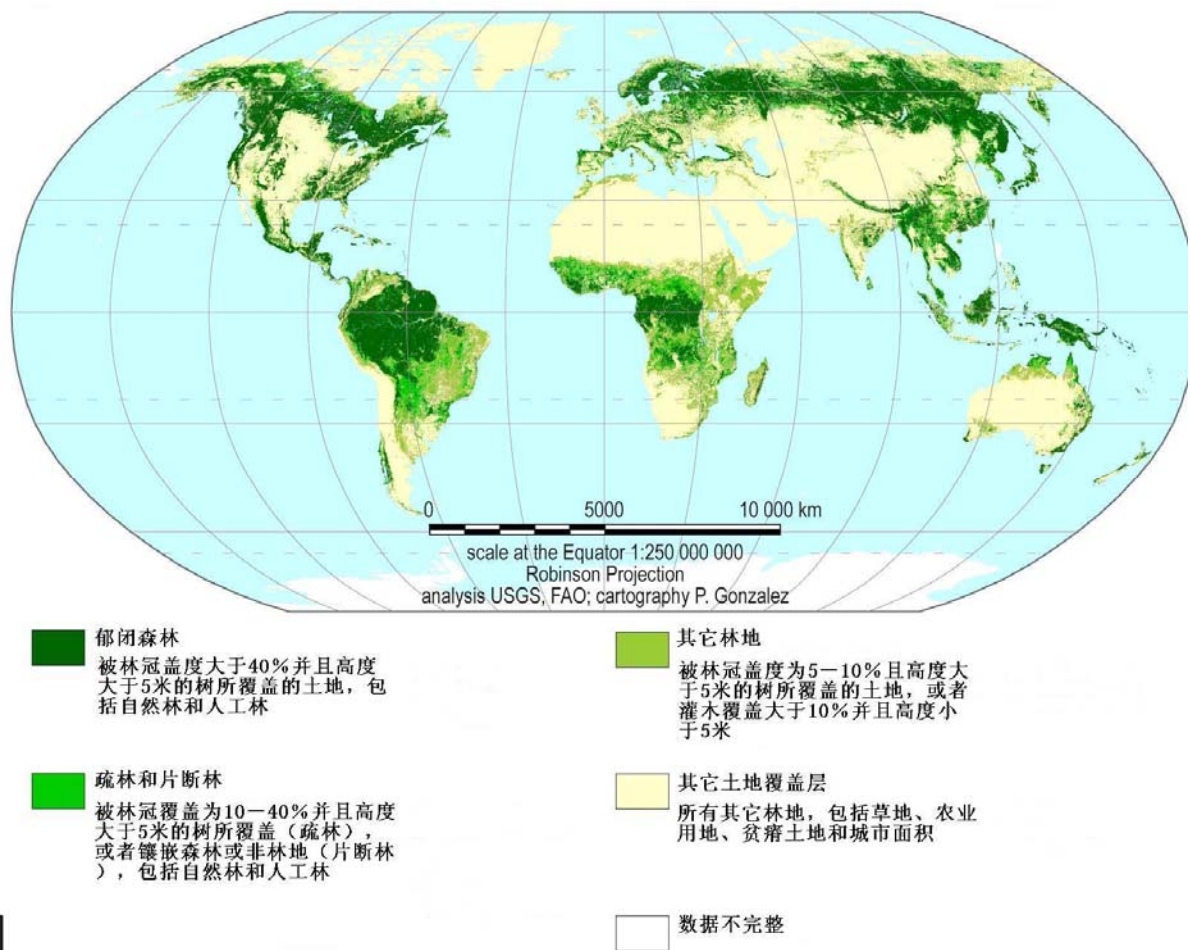 0 5000 10 000 km
scale at the Equator 1:250 000 000
Robinson Projection
analysis USGS, FAO; cartography P. Gonzalez
郁闭森林
被林冠盖度大于40%并且高度
大于5米的树所覆盖的土地，包
括自然林和人工林
疏林和片断林
被林冠覆盖为10—40%并且高度
大于5米的树所覆盖（疏林），
或者镶嵌森林或非林地（片断林
），包括自然林和人工林
其它林地
被林冠盖度为5—10%且高度大
于5米的树所覆盖的土地，或者
灌木覆盖大于10%并且高度小
于5米
其它土地覆盖层
所有其它林地，包括草地、农业
用地、贫瘠土地和城市面积
数据不完整